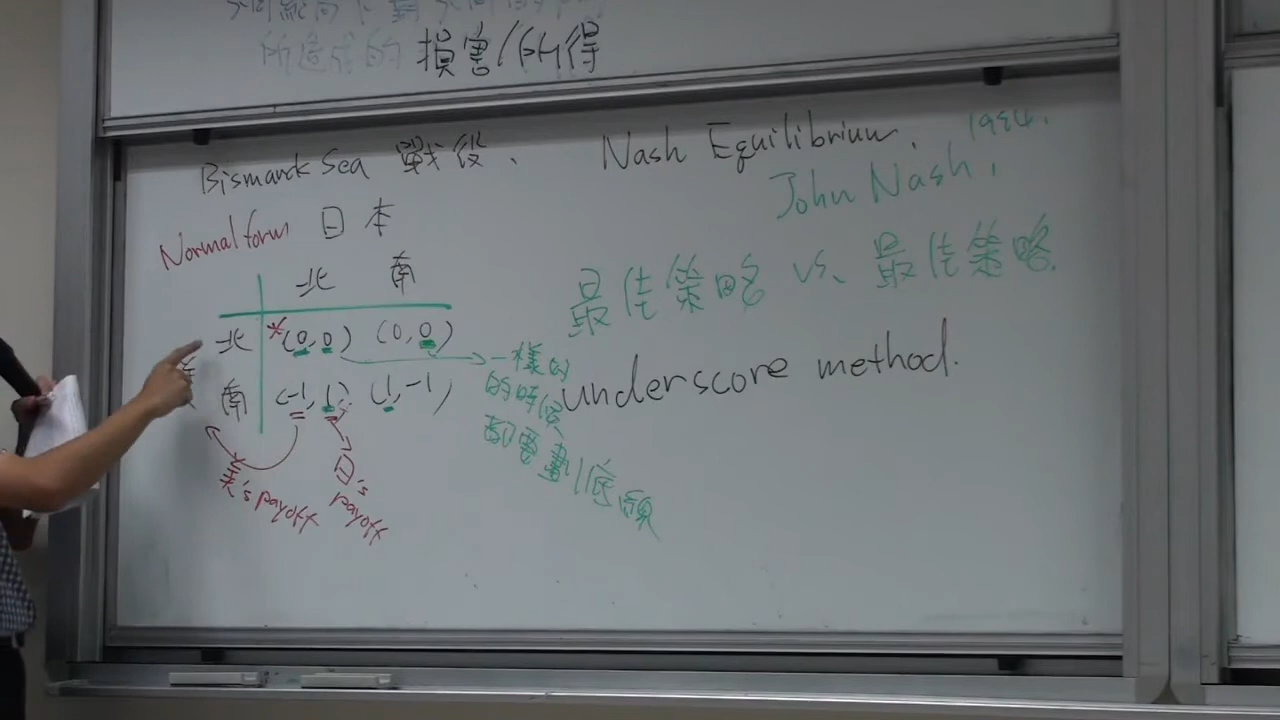 所造成的 損害/所得
Bismarck Sea 戰役、
Nash Equilibrium. 1994.
John Nash,
Normal form 日本
北 南
北 *(0,0) (0,0)
南 (-1,1) (1,-1)
美's payoff
日's payoff
最佳策略 vs. 最佳策略
一樣的
的時候
都要畫底線
underscore method.